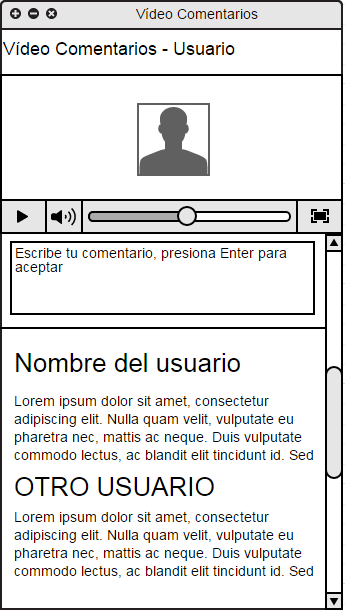 Vídeo Comentarios
Vídeo Comentarios - Usuario
Escribe tu comentario, presiona Enter para
aceptar
Nombre del usuario
Lorem ipsum dolor sit amet, consectetur
adipiscing elit. Nulla quam velit, vulputate eu
pharetra nec, mattis ac neque. Duis vulputate
commodo lectus, ac blandit elit tincidunt id. Sed
OTRO USUARIO
Lorem ipsum dolor sit amet, consectetur
adipiscing elit. Nulla quam velit, vulputate eu
pharetra nec, mattis ac neque. Duis vulputate
commodo lectus, ac blandit elit tincidunt id. Sed